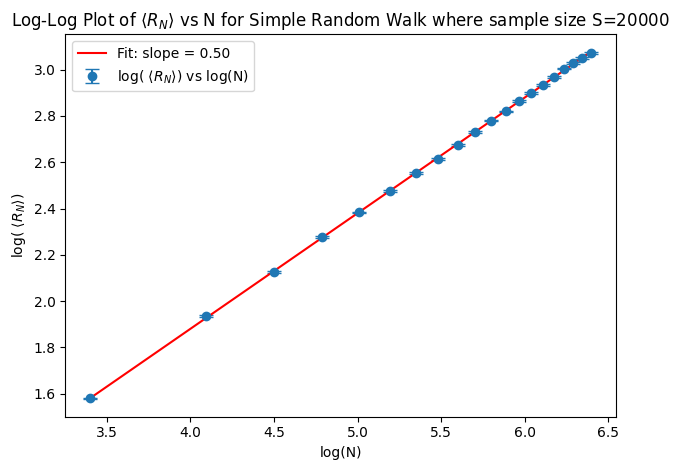 Log-Log Plot of ⟨R_N⟩ vs N for Simple Random Walk where sample size S=20000
Fit: slope = 0.50
log( ⟨R_N⟩) vs log(N)
3.0
2.8
2.6
2.4
2.2
2.0
1.8
1.6
log( ⟨R_N⟩)
3.5 4.0 4.5 5.0 5.5 6.0 6.5
log(N)